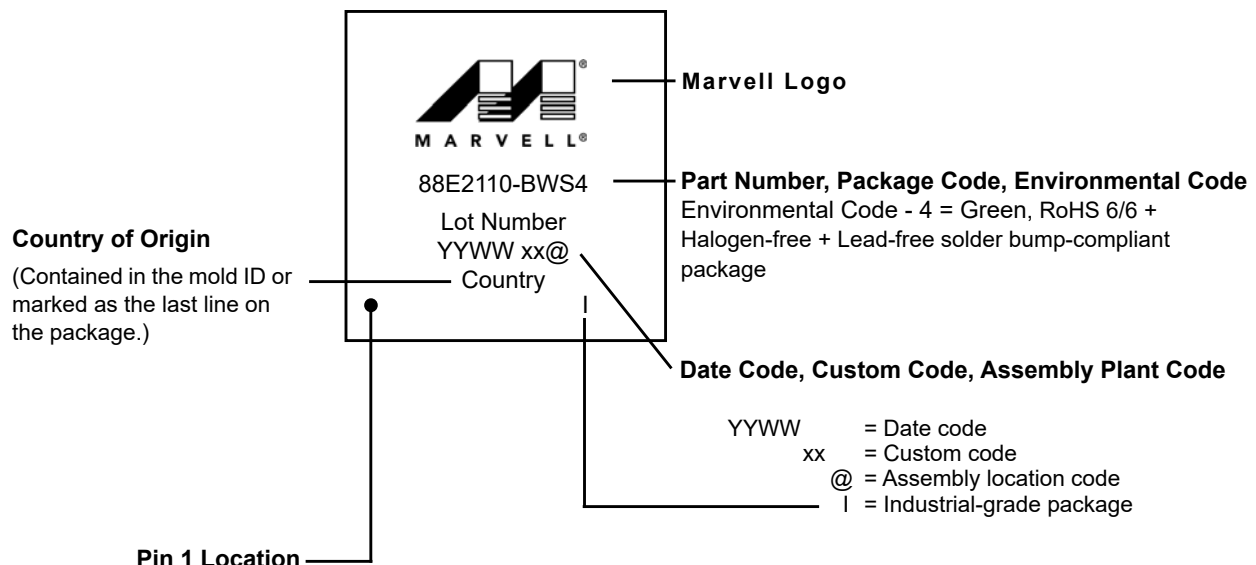 MARVELL®
88E2110-BWS4
Lot Number
YYWW xx@
Country
I
Marvell Logo
Part Number, Package Code, Environmental Code
Environmental Code - 4 = Green, RoHS 6/6 +
Halogen-free + Lead-free solder bump-compliant
package
Country of Origin
(Contained in the mold ID or
marked as the last line on
the package.)
Date Code, Custom Code, Assembly Plant Code
YYWW = Date code
xx = Custom code
@ = Assembly location code
I = Industrial-grade package
Pin 1 Location